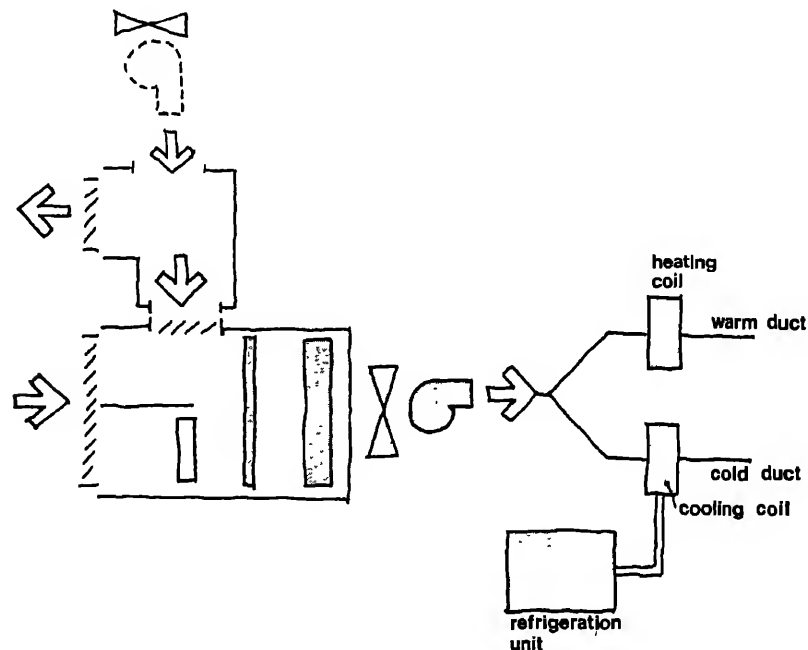 heating
coil
warm duct
cold duct
cooling coil
refrigeration
unit